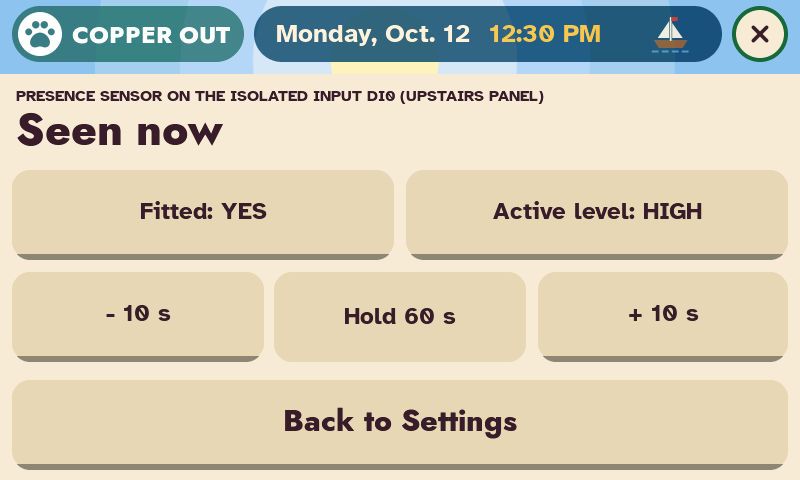 COPPER OUT
Monday, Oct. 12 12:30 PM
PRESENCE SENSOR ON THE ISOLATED INPUT DI0 (UPSTAIRS PANEL)
Seen now
Fitted: YES
Active level: HIGH
- 10 s
Hold 60 s
+ 10 s
Back to Settings